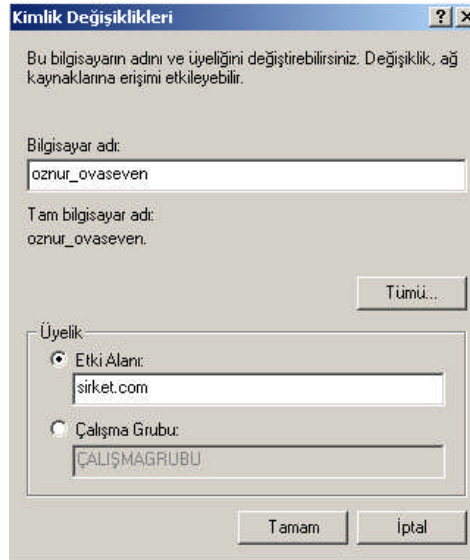 Kimlik Değişiklikleri
Bu bilgisayarın adını ve üyeliğini değiştirebilirsiniz. Değişiklik, ağ
kaynaklarına erişimi etkileyebilir.
Bilgisayar adı:
oznur_ovaseven
Tam bilgisayar adı:
oznur_ovaseven.
Tümü...
Üyelik
Etki Alanı:
sirket.com
Çalışma Grubu:
ÇALIŞMAGRUBU
Tamam İptal